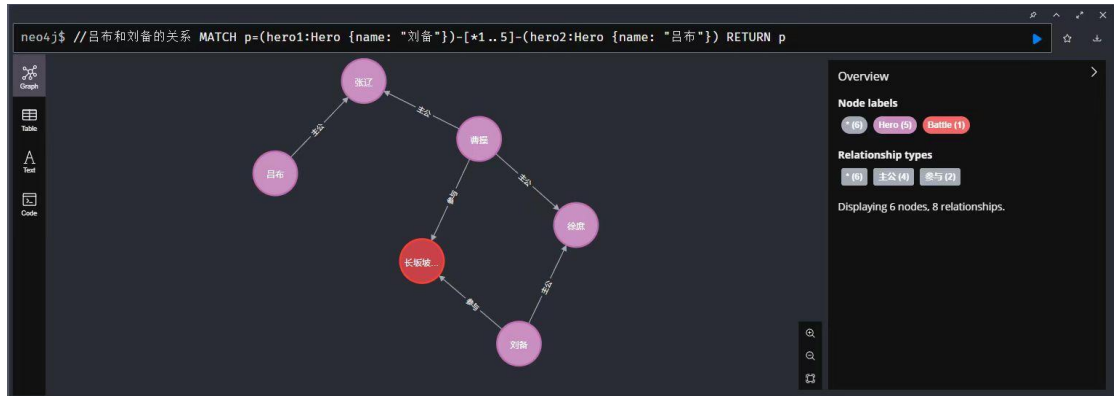 neo4j$ //吕布和刘备的关系 MATCH p=(hero1:Hero {name: "刘备"})-[*1..5]-(hero2:Hero {name: "吕布"}) RETURN p
Graph
Table
Text
Code
张辽
主公
主公
曹操
吕布
主公
参与
徐庶
长坂坡...
主公
参与
刘备
Overview
Node labels
* (6) Hero (5) Battle (1)
Relationship types
* (6) 主公 (4) 参与 (2)
Displaying 6 nodes, 8 relationships.